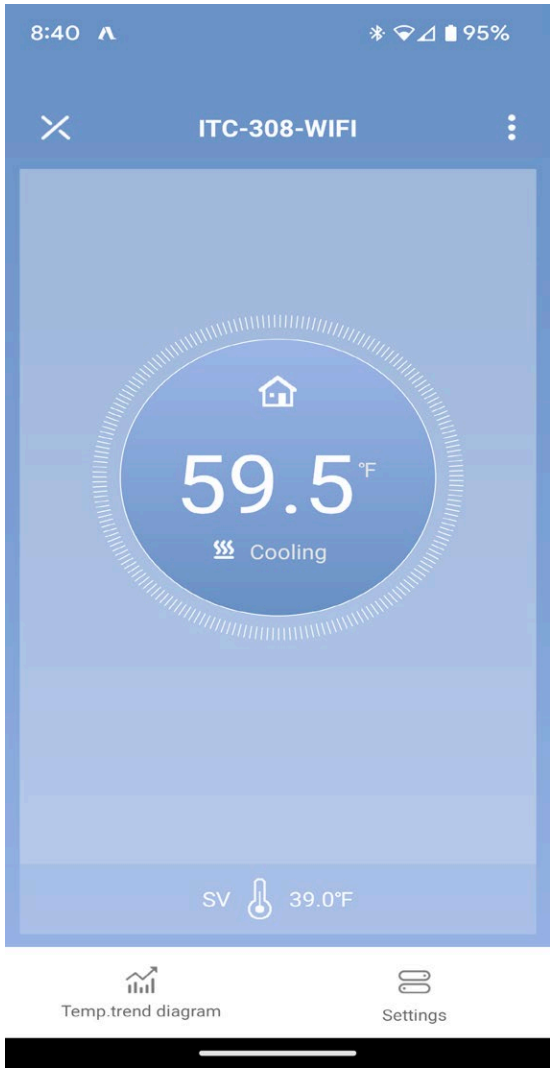 8:40 95%
ITC-308-WIFI
59.5°F
Cooling
SV 39.0°F
Temp.trend diagram Settings